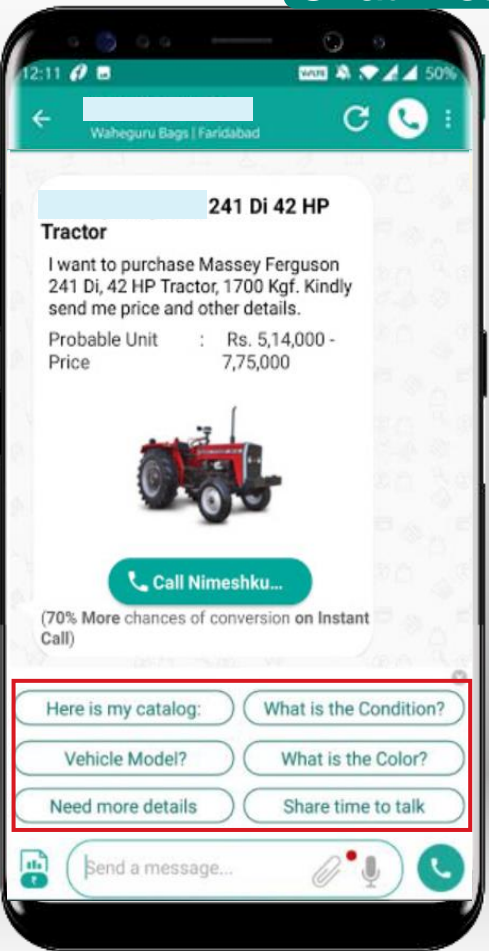 12:11
50%
Waheguru Bags | Faridabad
241 Di 42 HP
Tractor
I want to purchase Massey Ferguson
241 Di, 42 HP Tractor, 1700 Kgf. Kindly
send me price and other details.
Probable Unit : Rs. 5,14,000 -
Price 7,75,000
Call Nimeshku...
(70% More chances of conversion on Instant
Call)
Here is my catalog:
What is the Condition?
Vehicle Model?
What is the Color?
Need more details
Share time to talk
Send a message...